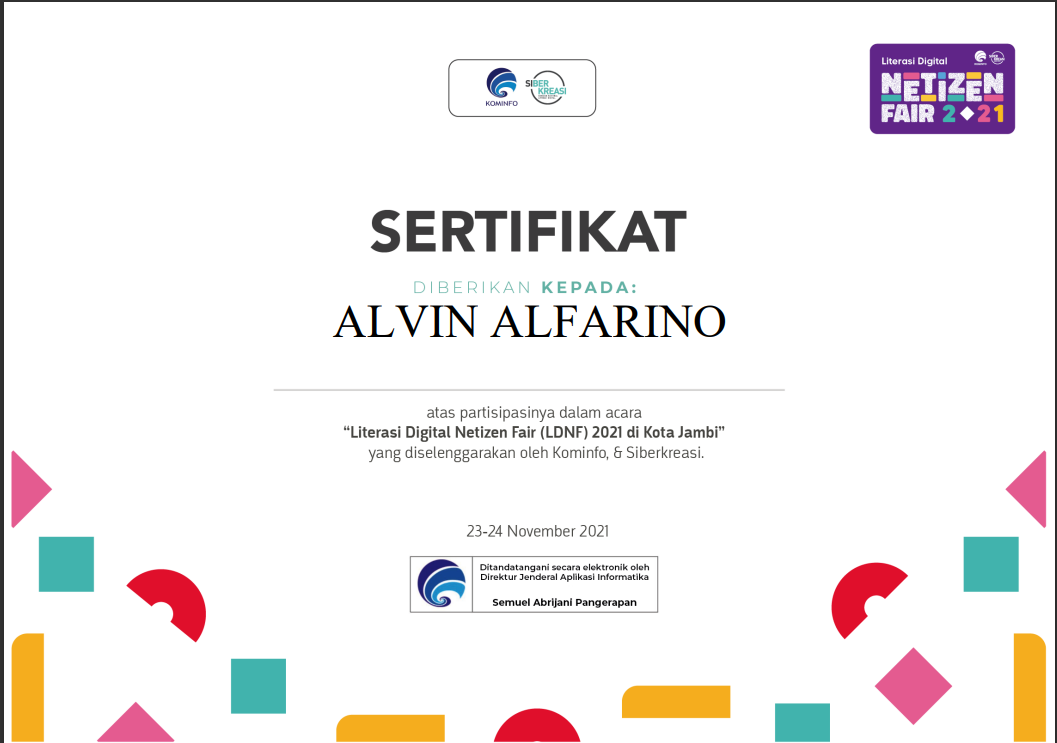 KOMINFO
SIBER
KREASI
Literasi Digital
NETIZEN
FAIR 2021
SERTIFIKAT
DIBERIKAN KEPADA:
ALVIN ALFARINO
atas partisipasinya dalam acara
“Literasi Digital Netizen Fair (LDNF) 2021 di Kota Jambi”
yang diselenggarakan oleh Kominfo, & Siberkreasi.
23-24 November 2021
Ditandatangani secara elektronik oleh
Direktur Jenderal Aplikasi Informatika
Semuel Abrijani Pangerapan